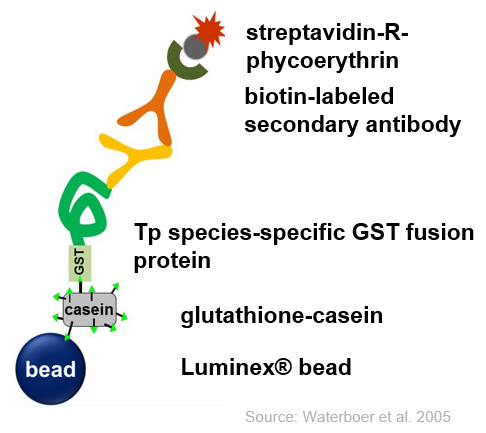 streptavidin-R-
phycoerythrin
biotin-labeled
secondary antibody
Tp species-specific GST fusion
protein
GST
casein
glutathione-casein
bead
Luminex® bead
Source: Waterboer et al. 2005